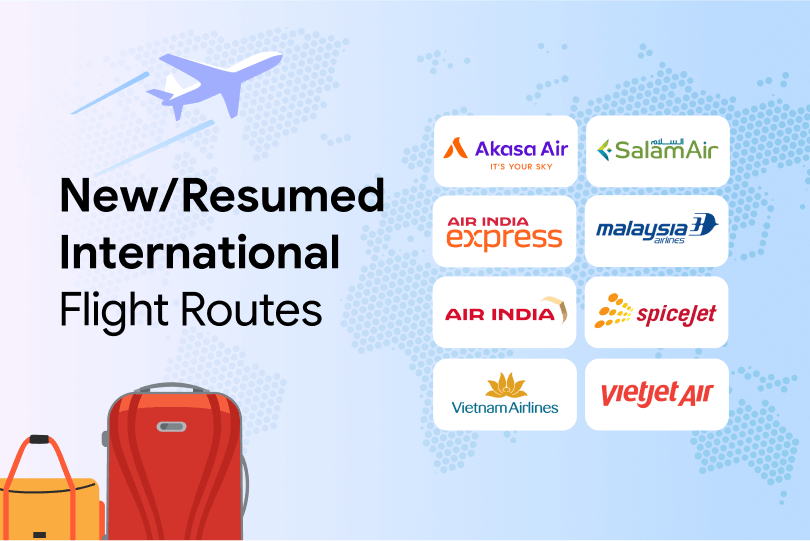 New/Resumed
International
Flight Routes
Akasa Air
IT'S YOUR SKY
السلام
SalamAir
AIR INDIA
express
malaysia
airlines
AIR INDIA
spicejet
Vietnam Airlines
vietjet Air